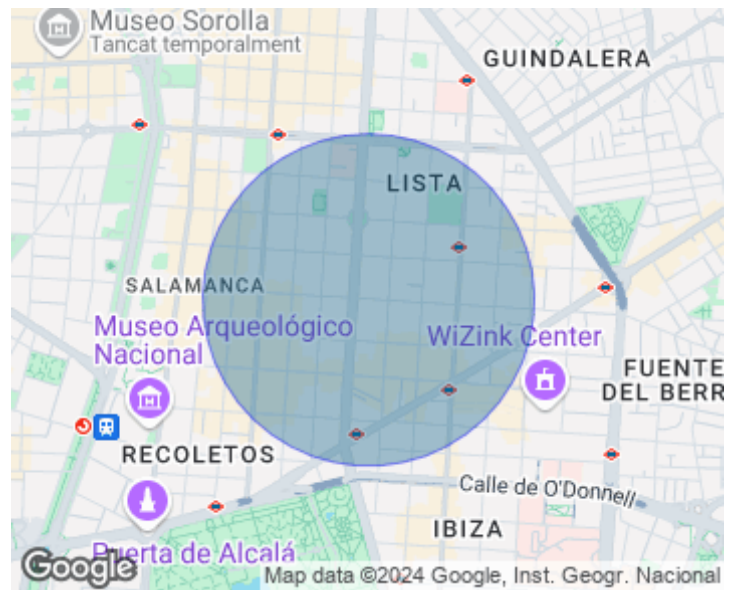 Museo Sorolla
Tancat temporalment
GUINDALERA
LISTA
SALAMANCA
Museo Arqueológico
Nacional
WiZink Center
FUENTE
DEL BERR
RECOLETOS
Calle de O'Donnell
IBIZA
Puerta de Alcalá
Google
Map data ©2024 Google, Inst. Geogr. Nacional